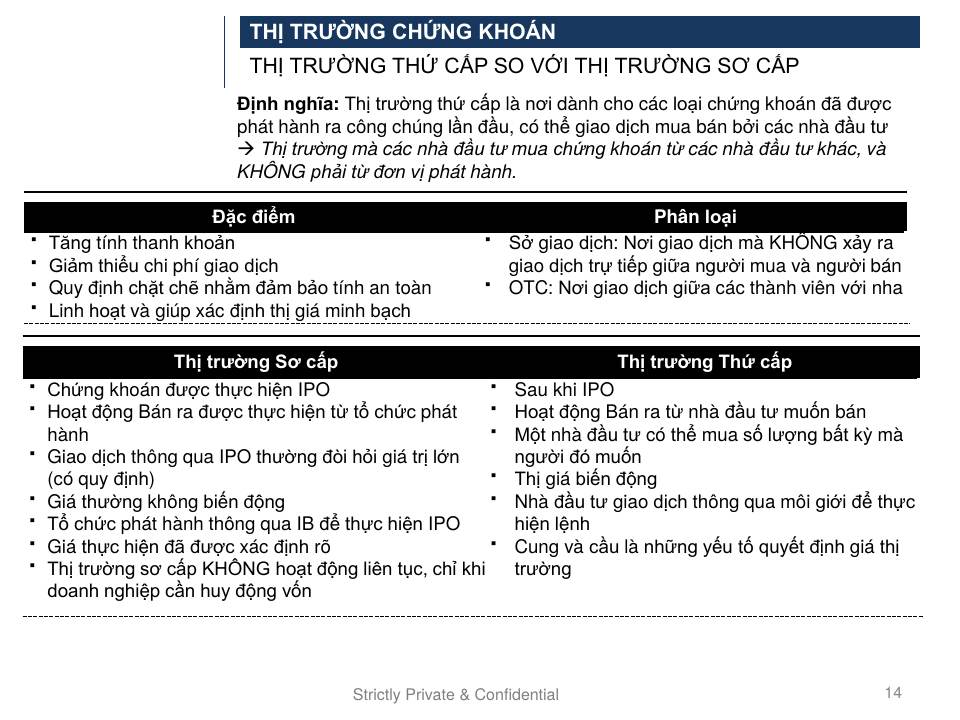 THỊ TRƯỜNG CHỨNG KHOÁN
THỊ TRƯỜNG THỨ CẤP SO VỚI THỊ TRƯỜNG SƠ CẤP
Định nghĩa: Thị trường thứ cấp là nơi dành cho các loại chứng khoán đã được
phát hành ra công chúng lần đầu, có thể giao dịch mua bán bởi các nhà đầu tư
→ Thị trường mà các nhà đầu tư mua chứng khoán từ các nhà đầu tư khác, và
KHÔNG phải từ đơn vị phát hành.
Đặc điểm
▪ Tăng tính thanh khoản
▪ Giảm thiểu chi phí giao dịch
▪ Quy định chặt chẽ nhằm đảm bảo tính an toàn
▪ Linh hoạt và giúp xác định thị giá minh bạch
Phân loại
▪ Sở giao dịch: Nơi giao dịch mà KHÔNG xảy ra
giao dịch trự tiếp giữa người mua và người bán
▪ OTC: Nơi giao dịch giữa các thành viên với nha
Thị trường Sơ cấp
▪ Chứng khoán được thực hiện IPO
▪ Hoạt động Bán ra được thực hiện từ tổ chức phát
hành
▪ Giao dịch thông qua IPO thường đòi hỏi giá trị lớn
(có quy định)
▪ Giá thường không biến động
▪ Tổ chức phát hành thông qua IB để thực hiện IPO
▪ Giá thực hiện đã được xác định rõ
▪ Thị trường sơ cấp KHÔNG hoạt động liên tục, chỉ khi
doanh nghiệp cần huy động vốn
Thị trường Thứ cấp
▪ Sau khi IPO
▪ Hoạt động Bán ra từ nhà đầu tư muốn bán
▪ Một nhà đầu tư có thể mua số lượng bất kỳ mà
người đó muốn
▪ Thị giá biến động
▪ Nhà đầu tư giao dịch thông qua môi giới để thực
hiện lệnh
▪ Cung và cầu là những yếu tố quyết định giá thị
trường
Strictly Private & Confidential
14